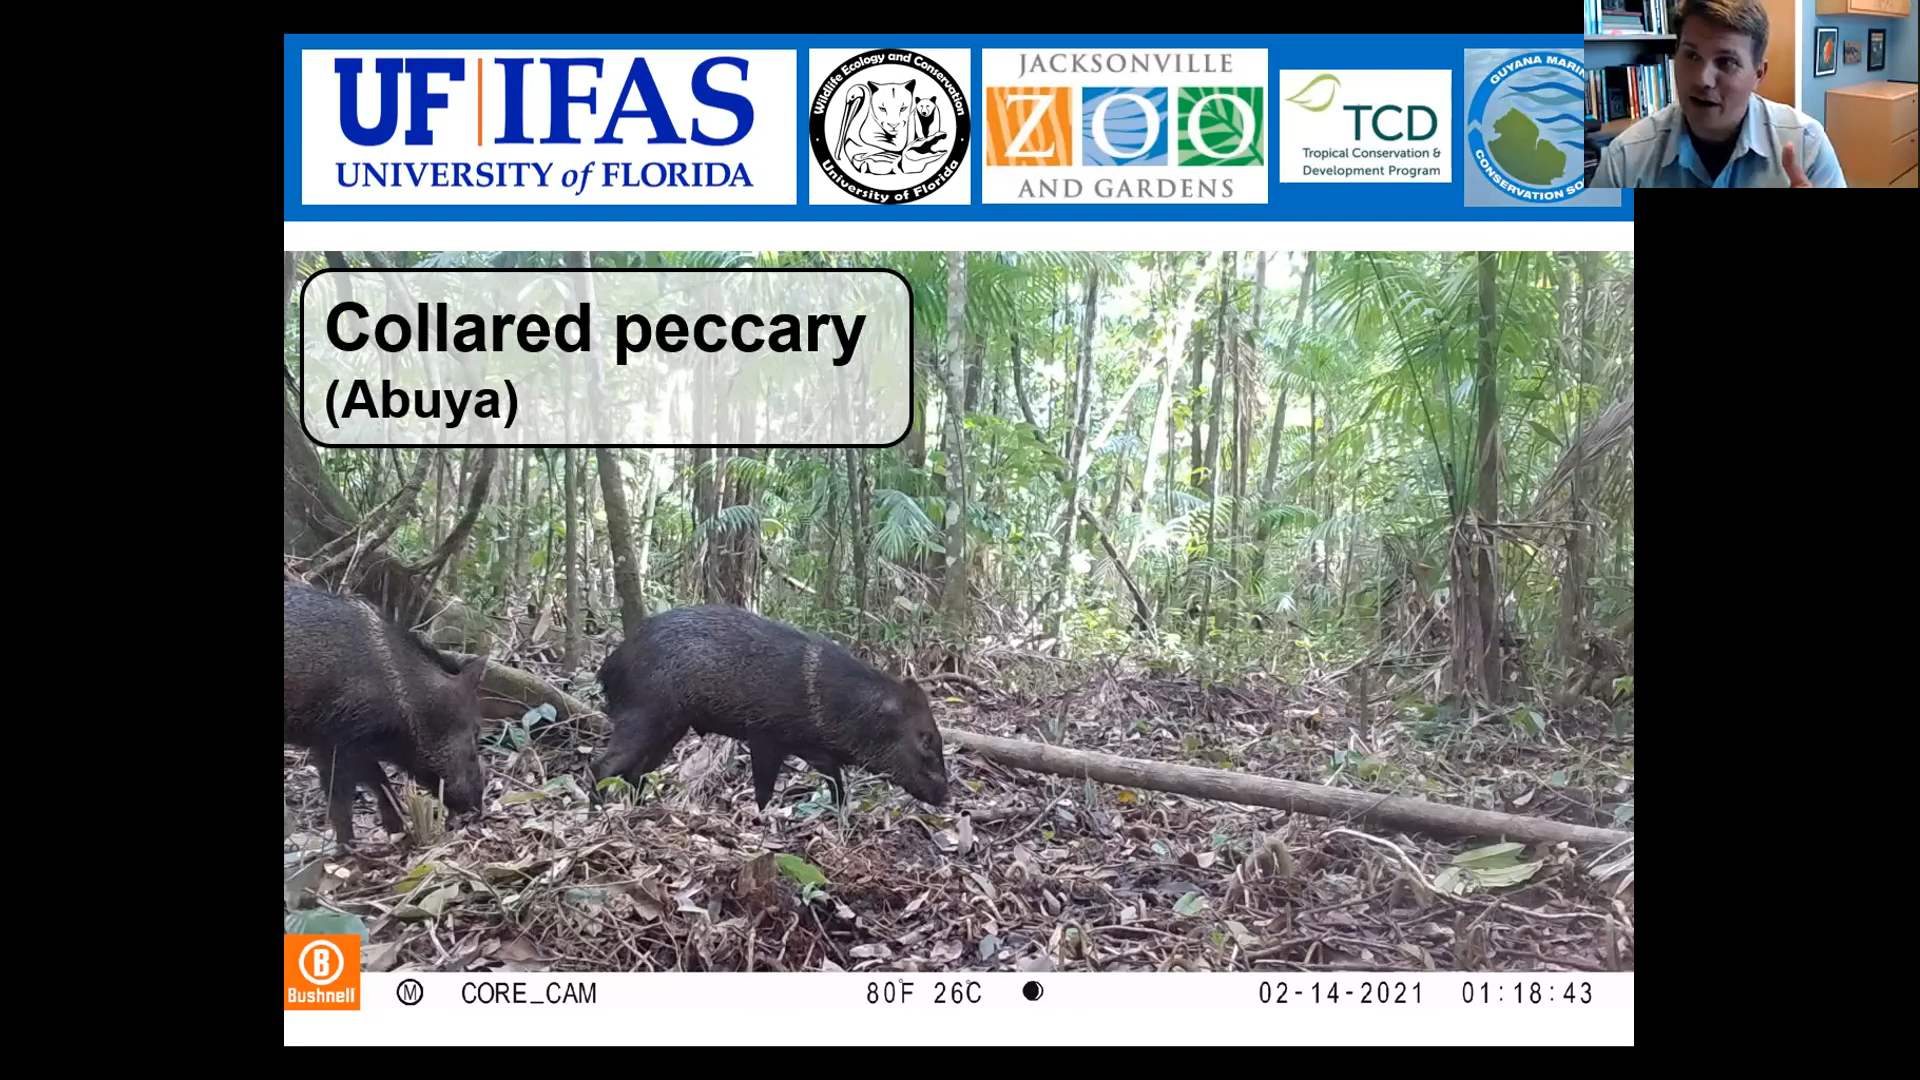 UF|IFAS
UNIVERSITY of FLORIDA
Wildlife Ecology and Conservation
University of Florida
JACKSONVILLE
ZOO
AND GARDENS
TCD
Tropical Conservation &
Development Program
GUYANA MARI
CONSERVATION SO
Collared peccary
(Abuya)
B
Bushnell
M CORE_CAM 80°F 26°C 02-14-2021 01:18:43